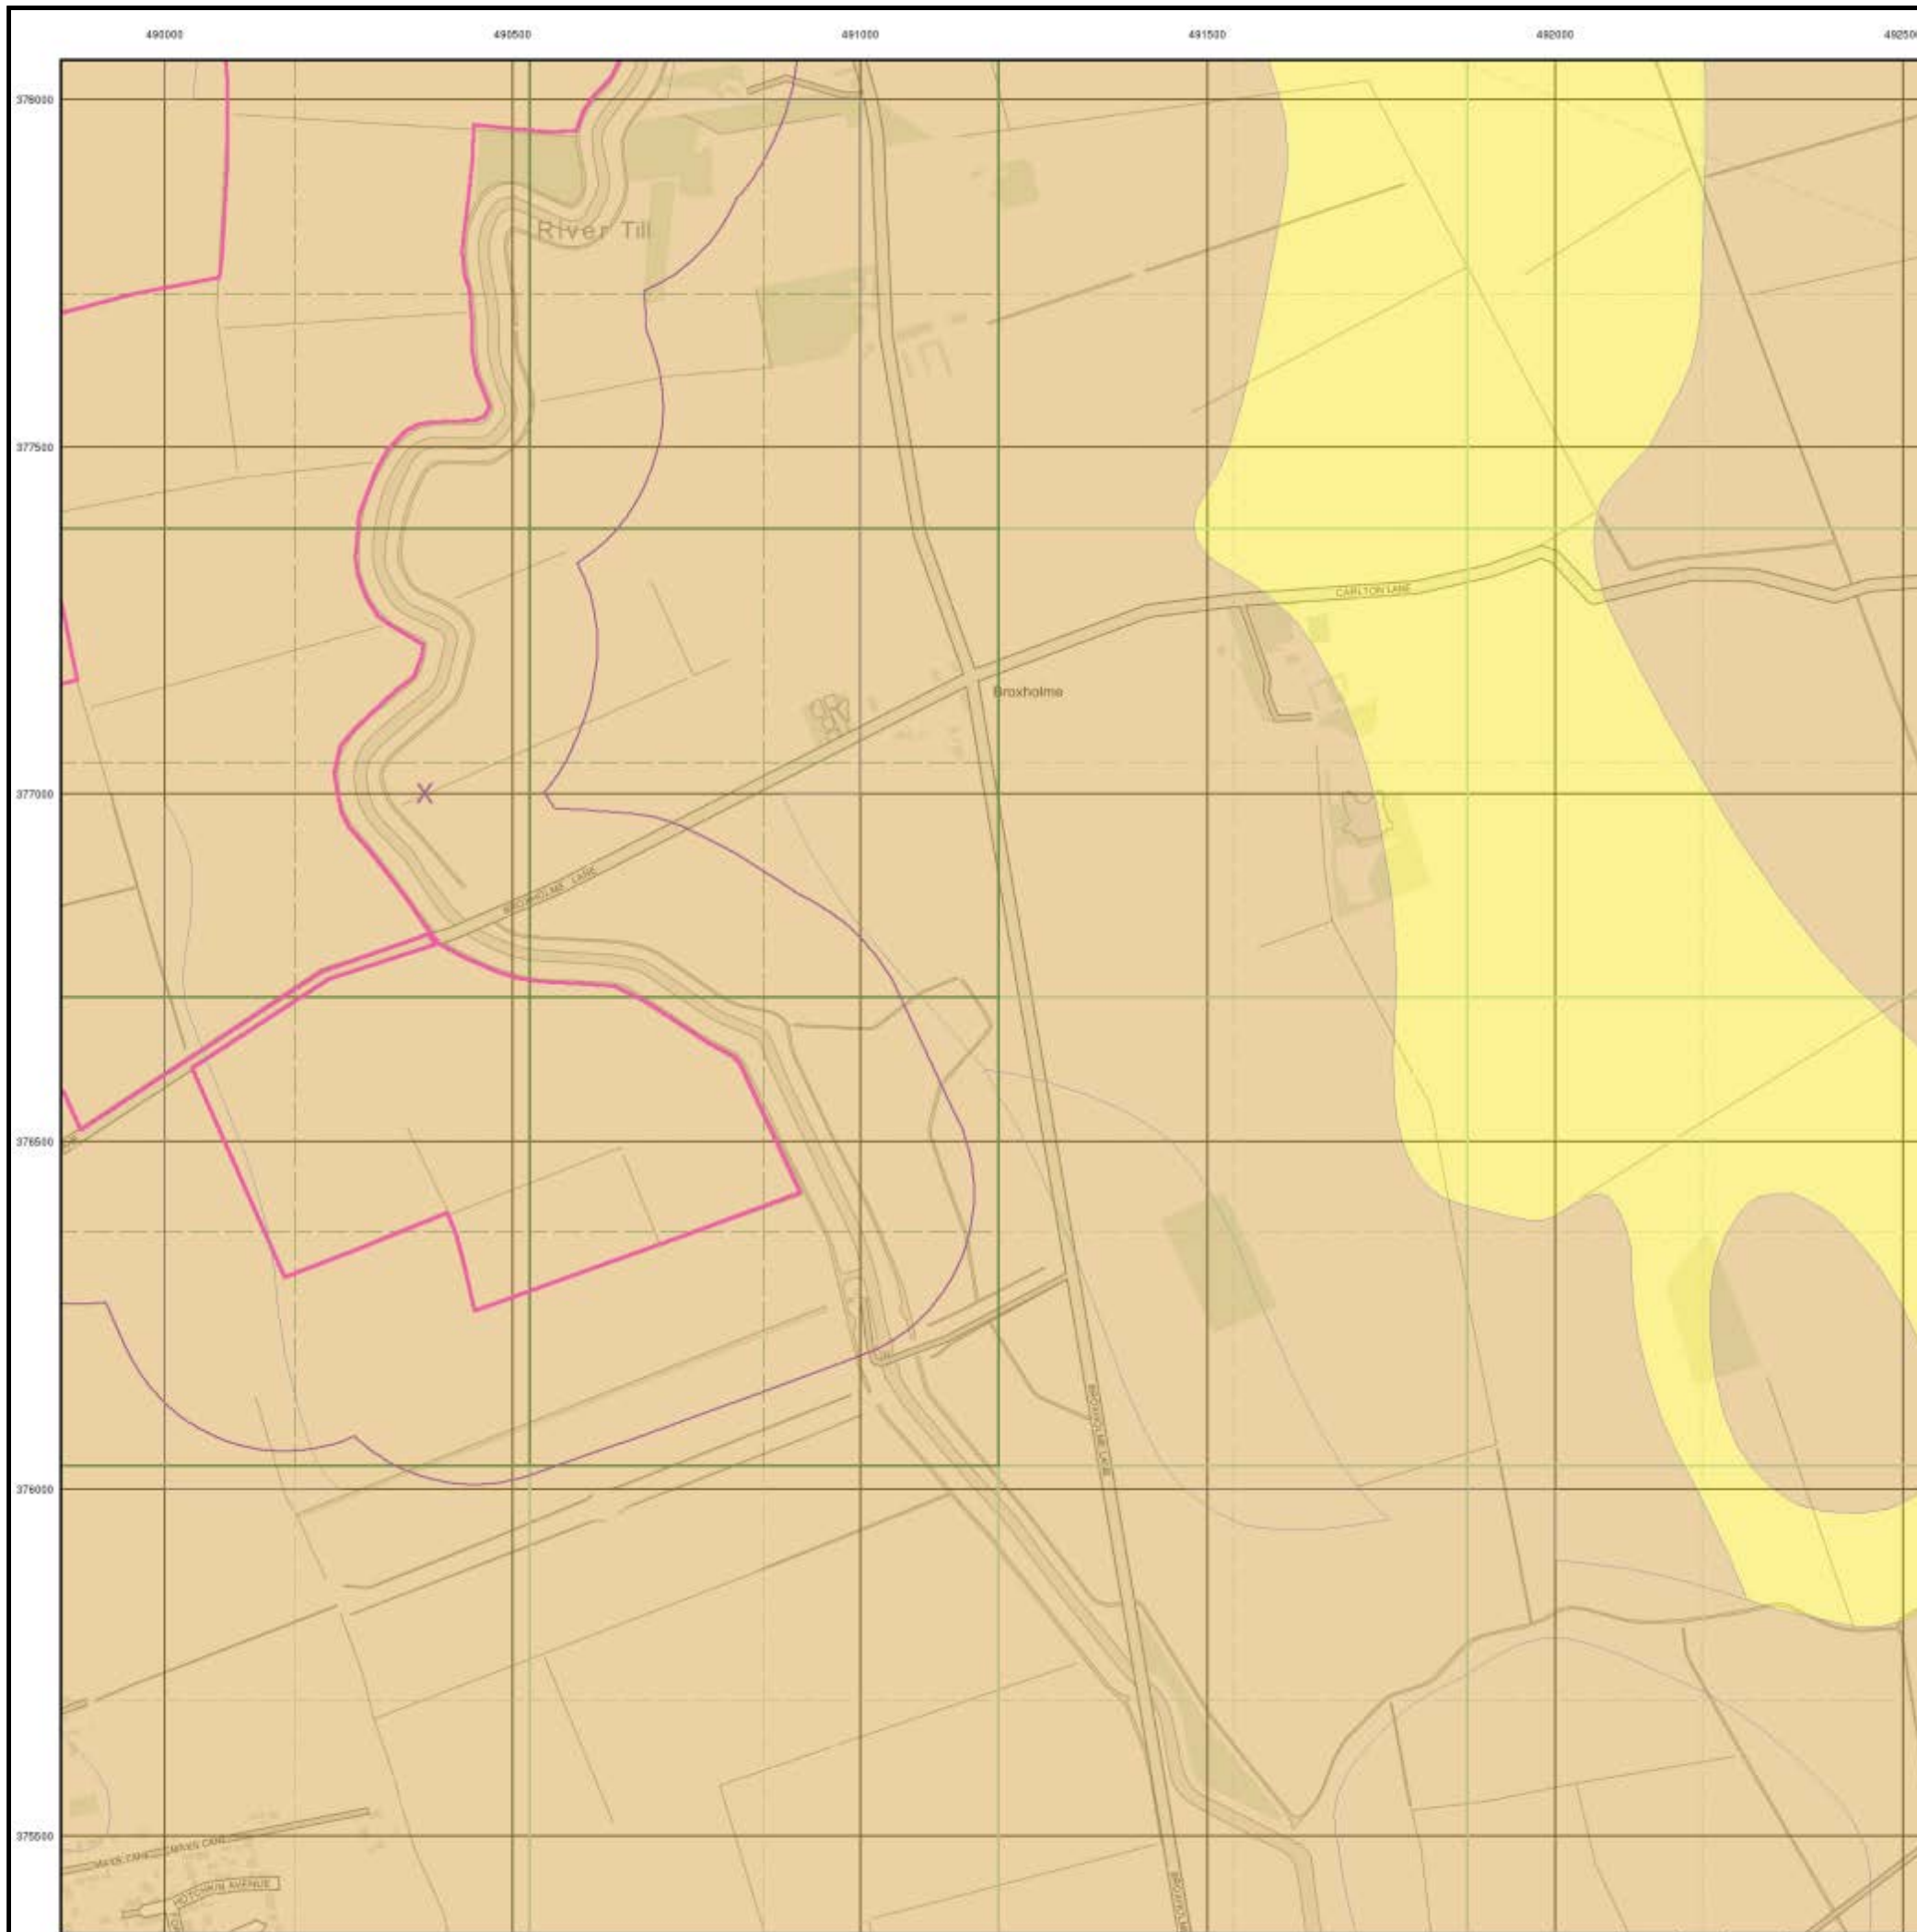 490000 490500 491000 491500 492000
378000
River Till
377500
CARLTON LANE
Broxholme
377000
X
BROXHOLME LANE
376500
BROXHOLME LANE
376000
375500
HOTCHKIN AVENUE